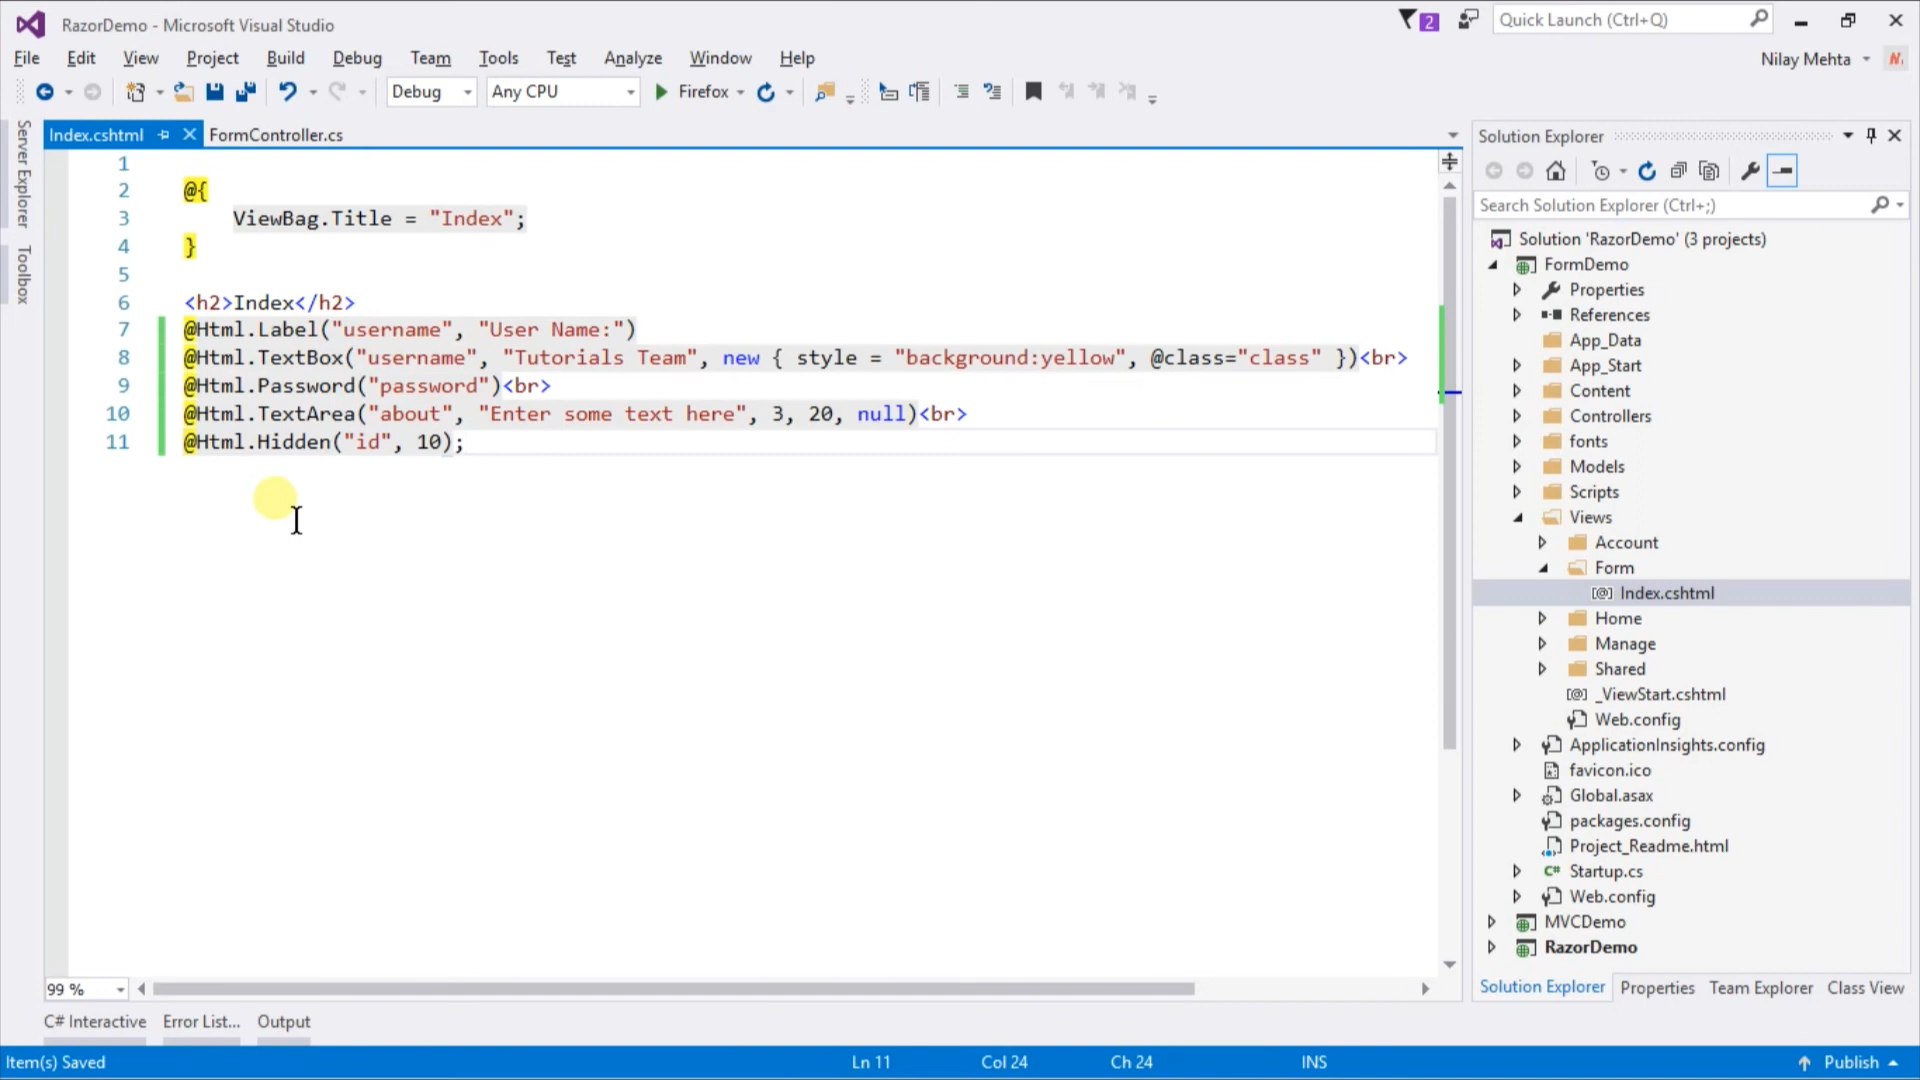 RazorDemo - Microsoft Visual Studio
2
Quick Launch (Ctrl+Q)
File Edit View Project Build Debug Team Tools Test Analyze Window Help
Nilay Mehta
N
Debug Any CPU Firefox
Server Explorer
Toolbox
Index.cshtml FormController.cs
1
2 @{
3 ViewBag.Title = "Index";
4 }
5
6 <h2>Index</h2>
7 @Html.Label("username", "User Name:")
8 @Html.TextBox("username", "Tutorials Team", new { style = "background:yellow", @class="class" })<br>
9 @Html.Password("password")<br>
10 @Html.TextArea("about", "Enter some text here", 3, 20, null)<br>
11 @Html.Hidden("id", 10);
99 %
Solution Explorer
Search Solution Explorer (Ctrl+;)
Solution 'RazorDemo' (3 projects)
FormDemo
Properties
References
App_Data
App_Start
Content
Controllers
fonts
Models
Scripts
Views
Account
Form
[@] Index.cshtml
Home
Manage
Shared
[@] _ViewStart.cshtml
Web.config
ApplicationInsights.config
favicon.ico
Global.asax
packages.config
Project_Readme.html
C# Startup.cs
Web.config
MVCDemo
RazorDemo
Solution Explorer Properties Team Explorer Class View
C# Interactive Error List... Output
Item(s) Saved Ln 11 Col 24 Ch 24 INS Publish